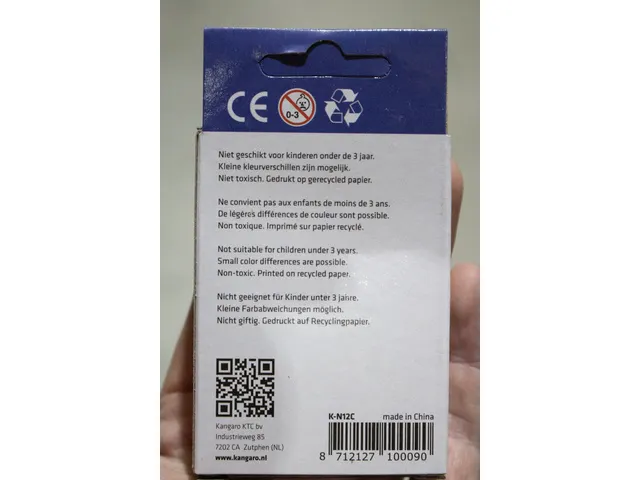 CE
0-3
Niet geschikt voor kinderen onder de 3 jaar.
Kleine kleurverschillen zijn mogelijk.
Niet toxisch. Gedrukt op gerecycled papier.
Ne convient pas aux enfants de moins de 3 ans.
De légères différences de couleur sont possible.
Non toxique. Imprimé sur papier recyclé.
Not suitable for children under 3 years.
Small color differences are possible.
Non-toxic. Printed on recycled paper.
Nicht geeignet für Kinder unter 3 Jahre.
Kleine Farbabweichungen möglich.
Nicht giftig. Gedruckt auf Recyclingpapier.
Kangaro KTC bv
Industrieweg 85
7202 CA Zutphen (NL)
www.kangaro.nl
K-N12C made in China
8 712127 100090